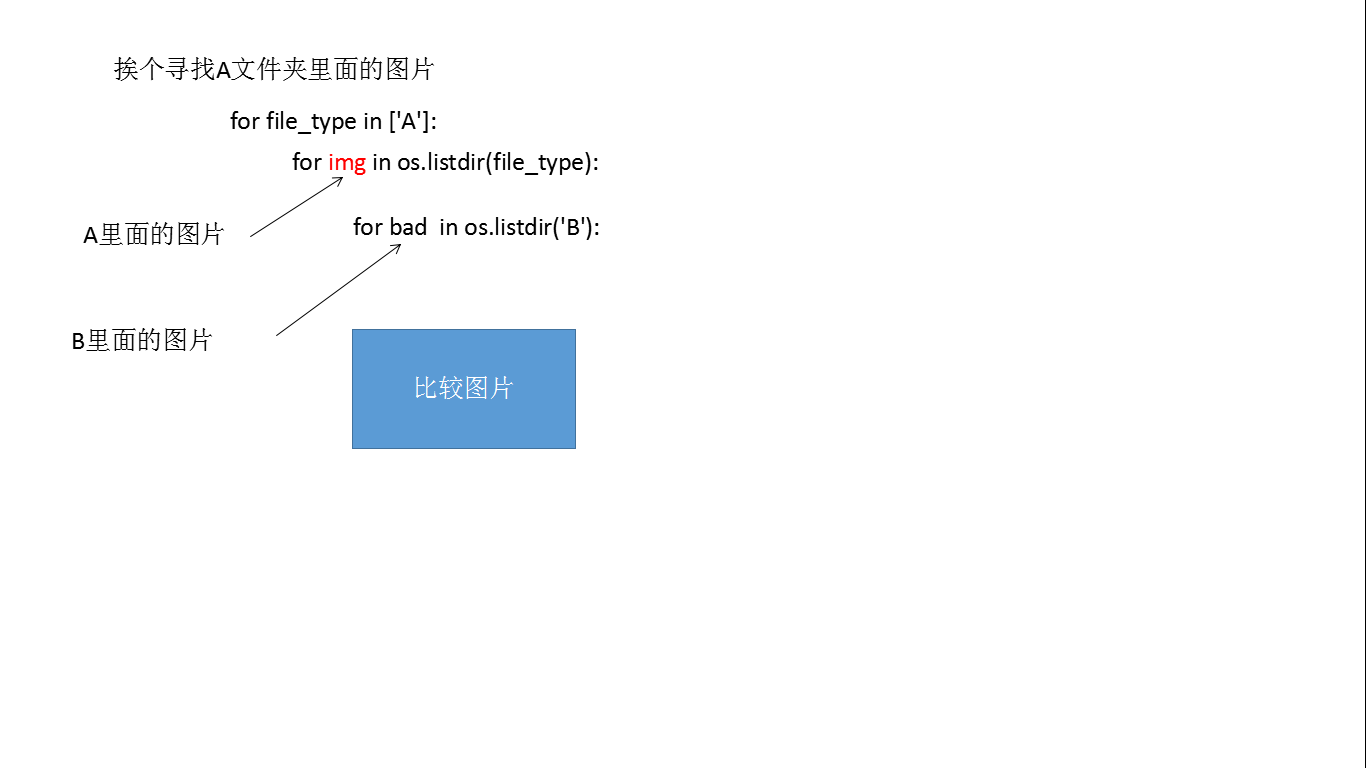 挨个寻找A文件夹里面的图片
for file_type in ['A']:
for img in os.listdir(file_type):
A里面的图片
for bad  in os.listdir('B'):
B里面的图片
比较图片